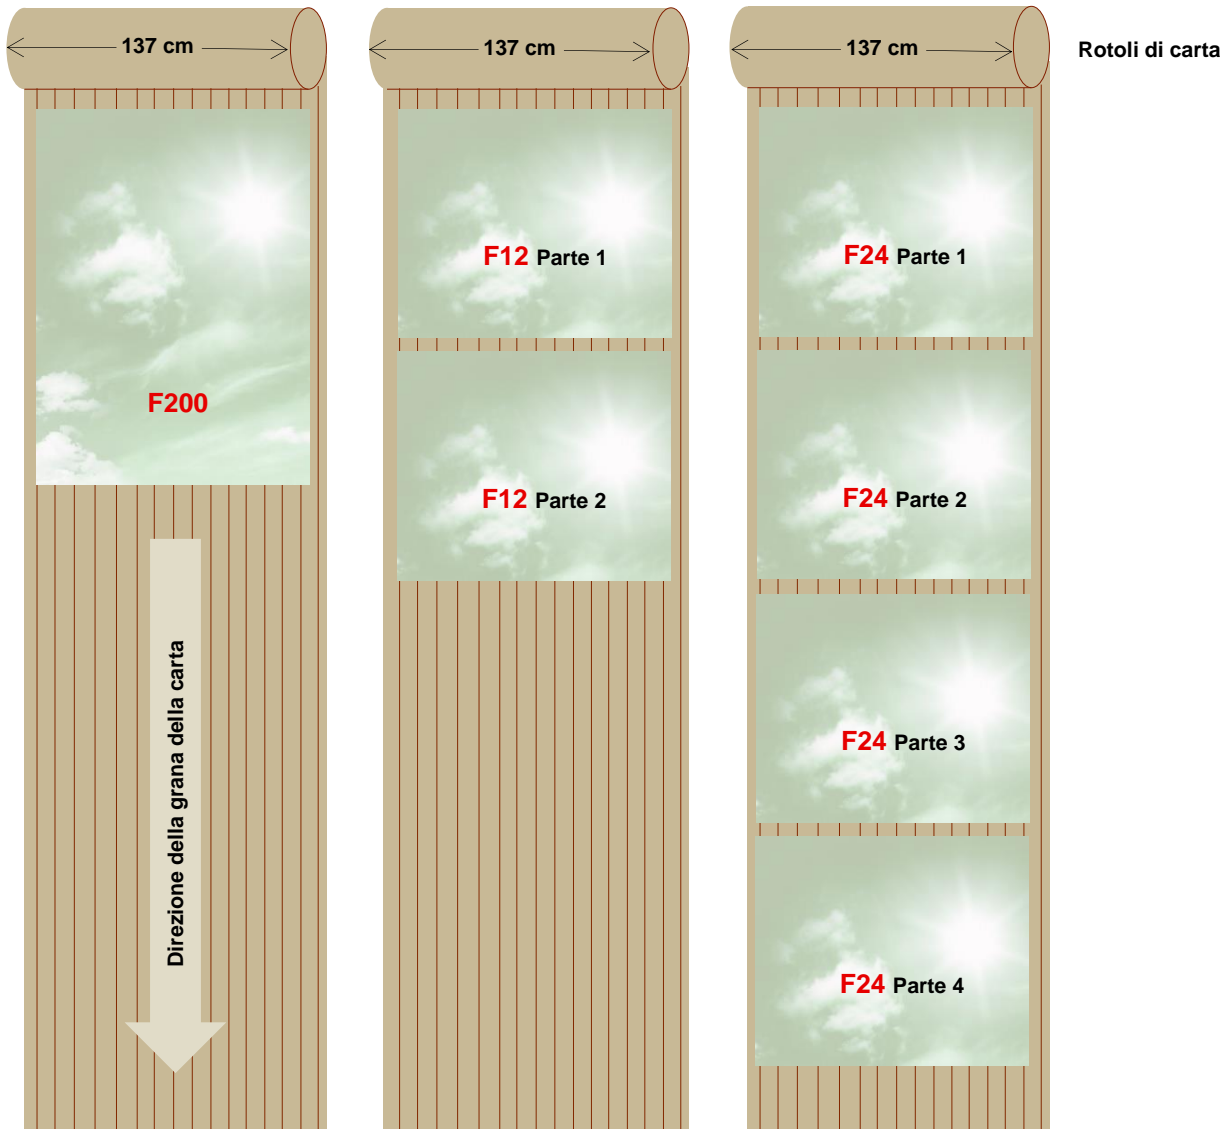 137 cm
137 cm
137 cm
Rotoli di carta
F200
F12 Parte 1
F24 Parte 1
F12 Parte 2
F24 Parte 2
Direzione della grana della carta
F24 Parte 3
F24 Parte 4